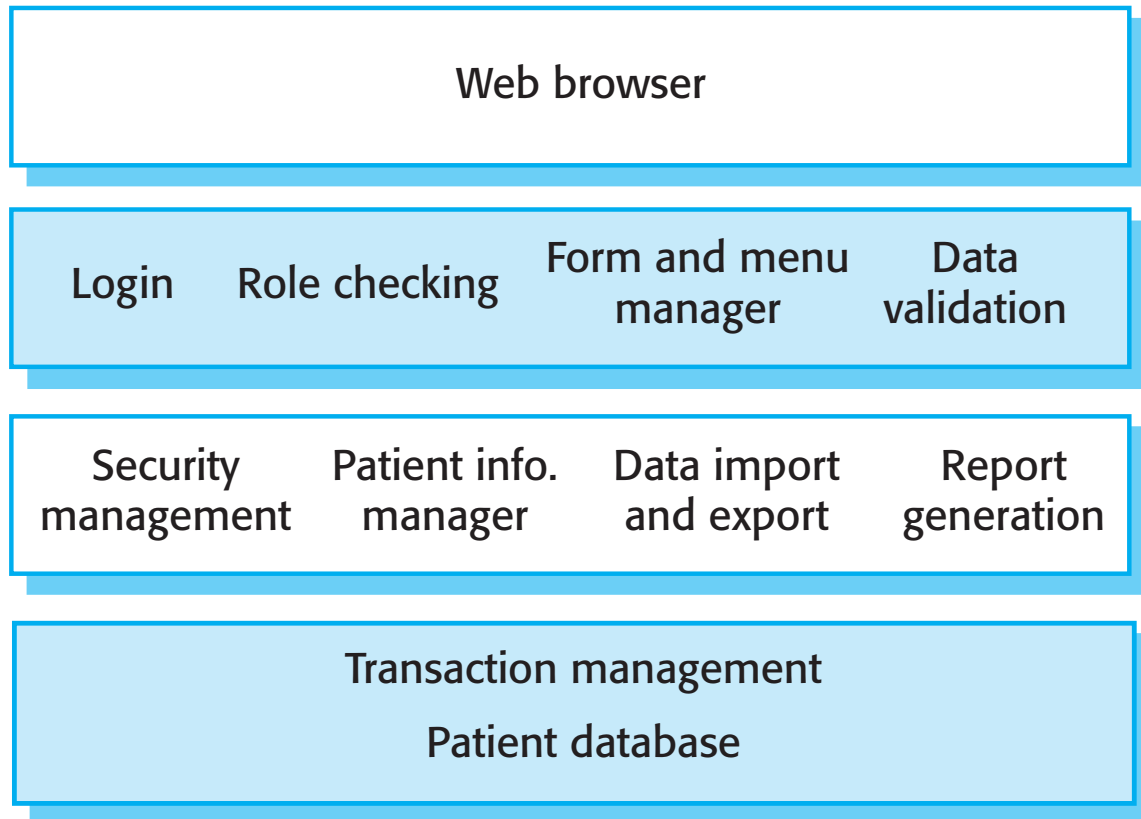 Web browser
Login
Role checking
Form and menu
manager
Data
validation
Security
management
Patient info.
manager
Data import
and export
Report
generation
Transaction management
Patient database